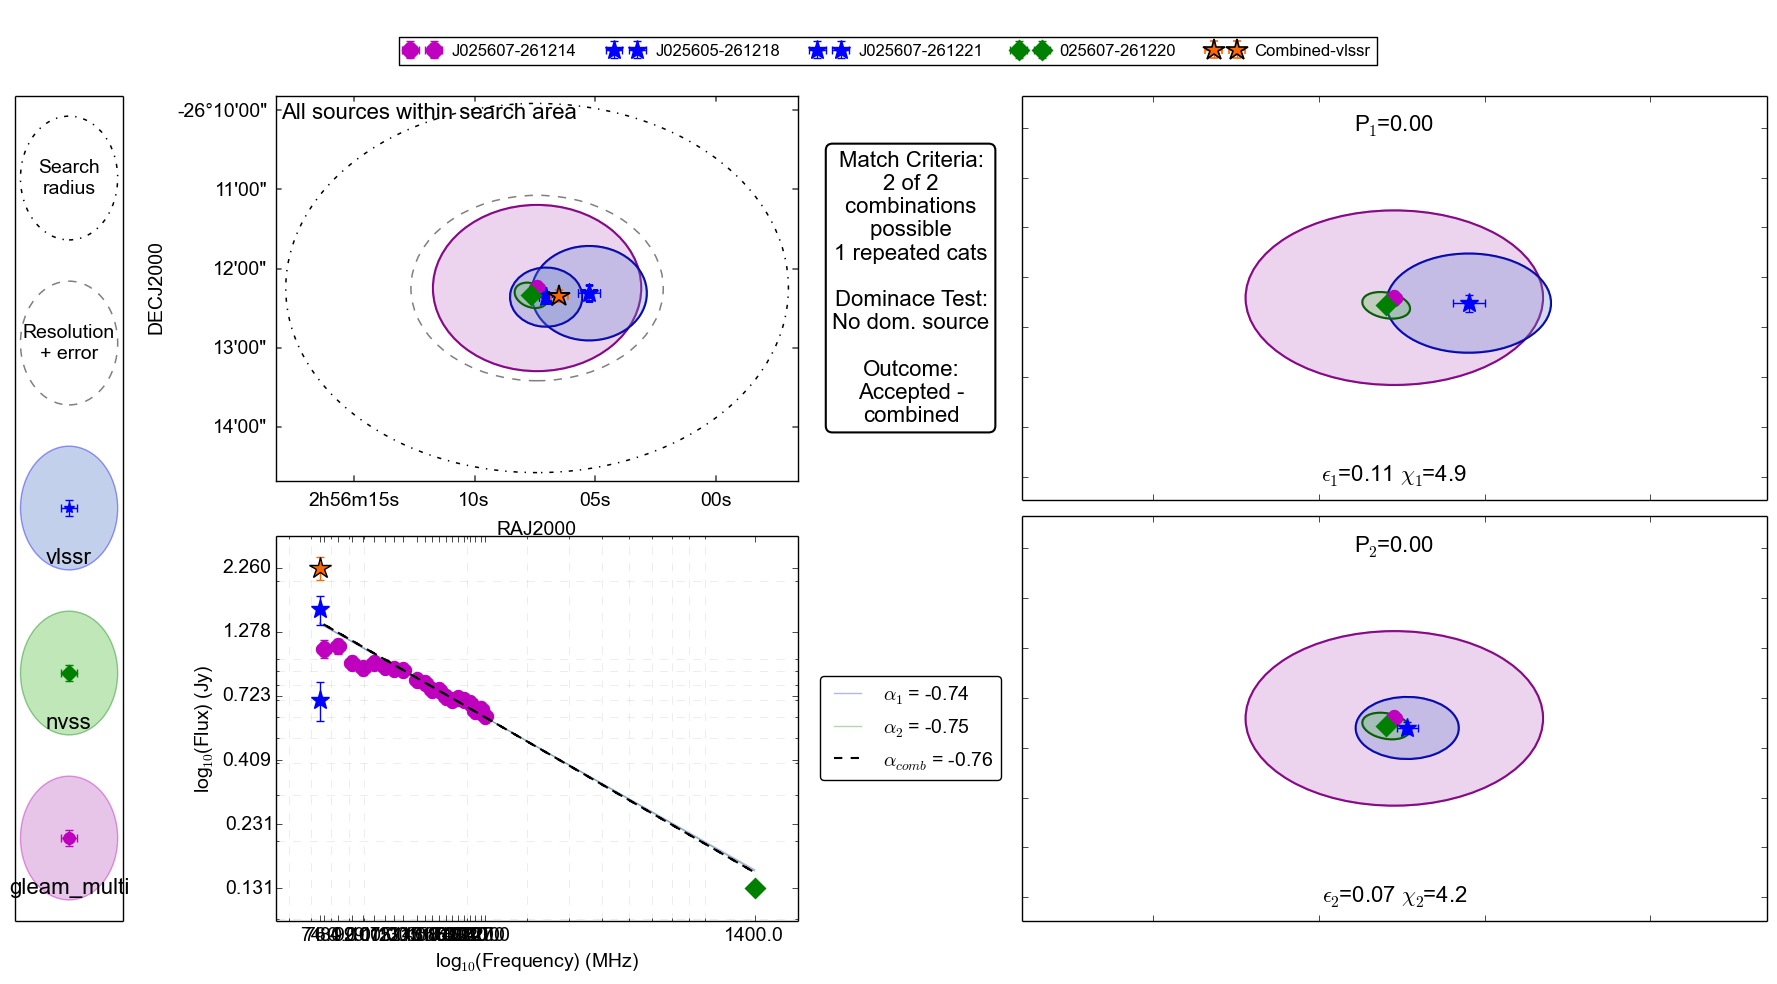 J025607-261214 J025605-261218 J025607-261221 025607-261220 Combined-vlssr
Search
radius
Resolution
+ error
vlssr
nvss
gleam_multi
All sources within search area
-26°10'00"
11'00"
12'00"
13'00"
14'00"
DECJ2000
2h56m15s 10s 05s 00s
RAJ2000
Match Criteria:
2 of 2
combinations
possible
1 repeated cats
Dominace Test:
No dom. source
Outcome:
Accepted -
combined
P1=0.00
ϵ1=0.11 χ1=4.9
P2=0.00
ϵ2=0.07 χ2=4.2
2.260
1.278
0.723
0.409
0.231
0.131
log10(Flux) (Jy)
1400.0
log10(Frequency) (MHz)
α1 = -0.74
α2 = -0.75
αcomb = -0.76